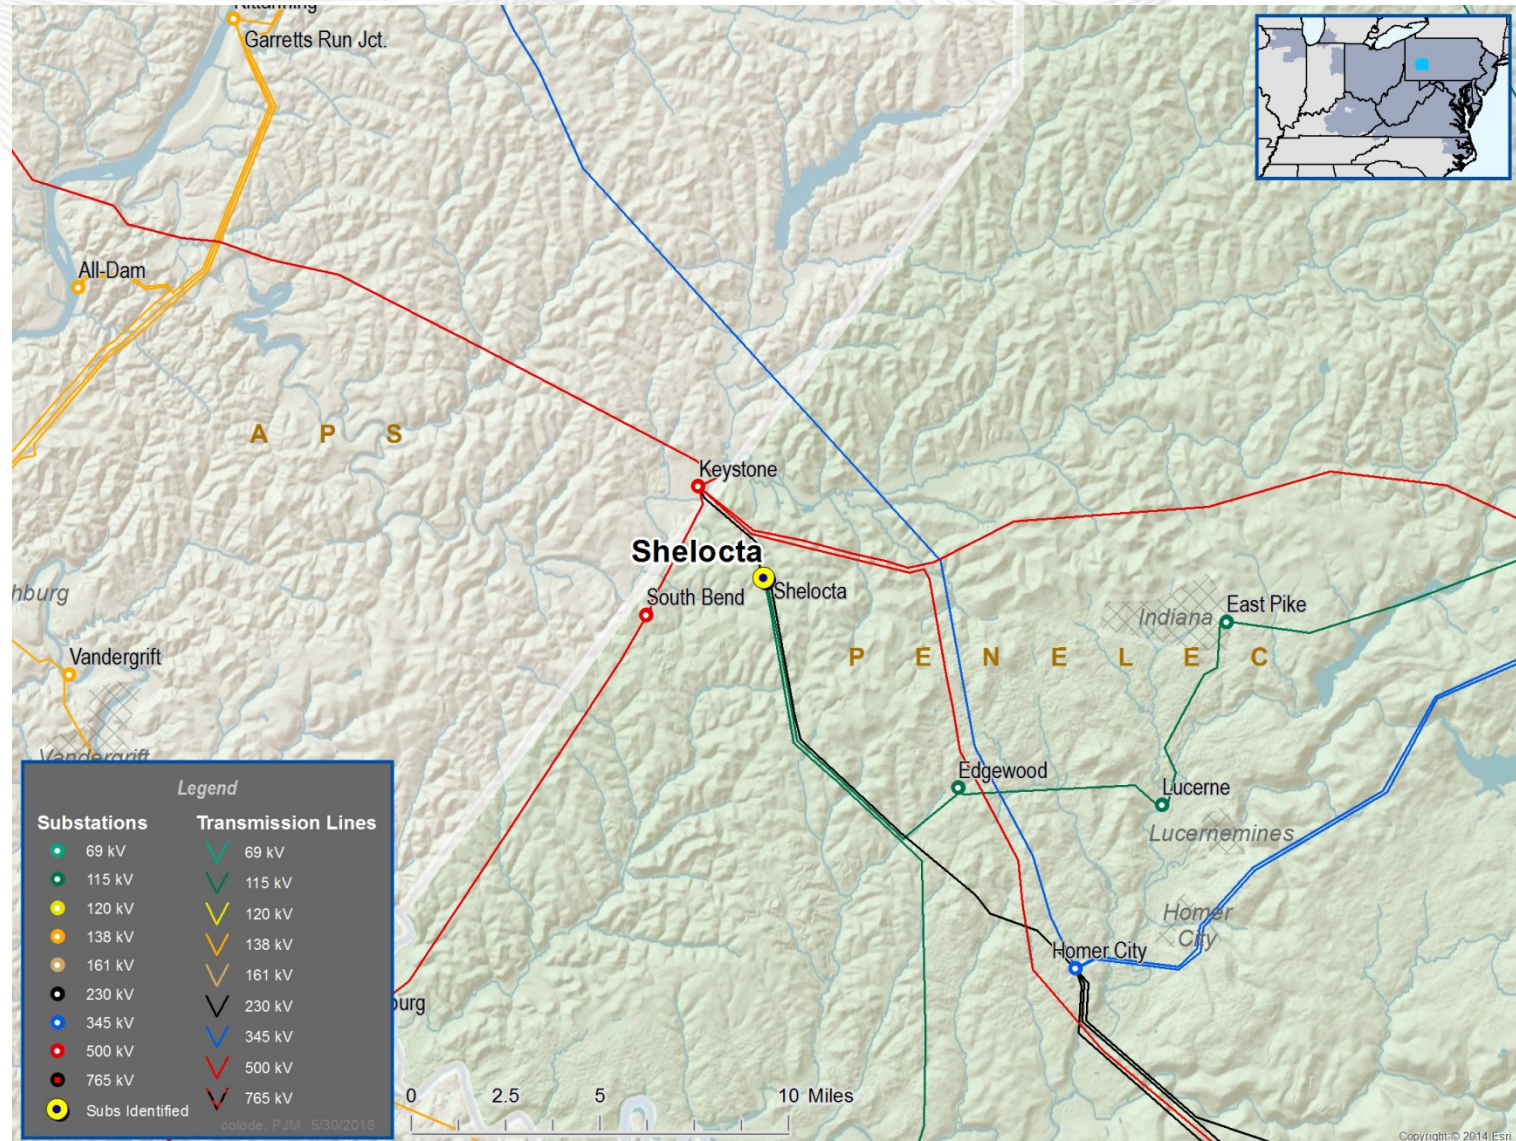 Garretts Run Jct.
All-Dam
A P S
Keystone
Shelocta
Shelocta
South Bend
hburg
Indiana
East Pike
Vandergrift
P E N E L E C
Vandergrift
Edgewood
Lucerne
Lucernemines
Homer
City
Homer City
burg
Legend
Substations
69 kV
115 kV
120 kV
138 kV
161 kV
230 kV
345 kV
500 kV
765 kV
Subs Identified
Transmission Lines
69 kV
115 kV
120 kV
138 kV
161 kV
230 kV
345 kV
500 kV
765 kV
colode, PJM 5/30/2018
0 2.5 5 10 Miles
Copyright:© 2014 Esri